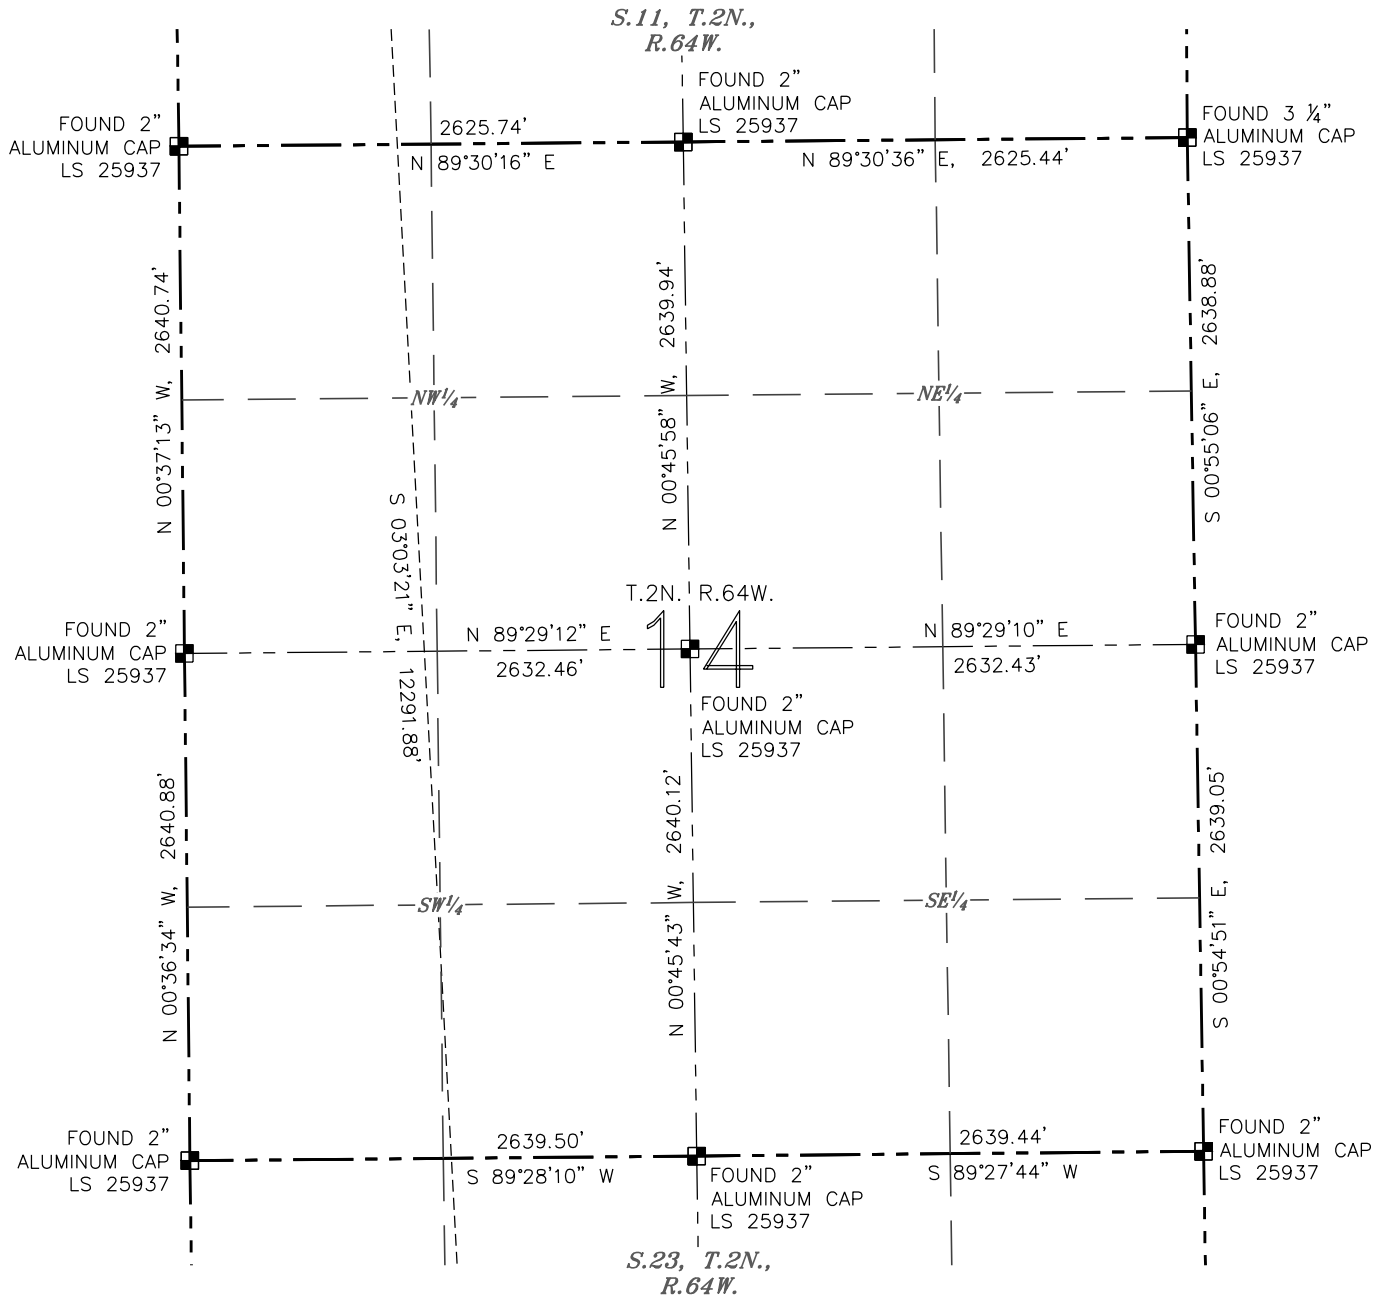 S.11, T.2N.,
R.64W.
FOUND 2"
ALUMINUM CAP
LS 25937
2625.74'
N 89°30'16" E
FOUND 2"
ALUMINUM CAP
LS 25937
N 89°30'36" E, 2625.44'
FOUND 3 ¼"
ALUMINUM CAP
LS 25937
N 00°37'13" W, 2640.74'
N 00°45'58" W, 2639.94'
S 00°55'06" E, 2638.88'
NW¼
NE¼
S 03°03'21" E, 12291.88'
T.2N. R.64W.
14
FOUND 2"
ALUMINUM CAP
LS 25937
N 89°29'12" E
2632.46'
FOUND 2"
ALUMINUM CAP
LS 25937
N 89°29'10" E
2632.43'
FOUND 2"
ALUMINUM CAP
LS 25937
N 00°36'34" W, 2640.88'
N 00°45'43" W, 2640.12'
S 00°54'51" E, 2639.05'
SW¼
SE¼
FOUND 2"
ALUMINUM CAP
LS 25937
2639.50'
S 89°28'10" W
FOUND 2"
ALUMINUM CAP
LS 25937
2639.44'
S 89°27'44" W
FOUND 2"
ALUMINUM CAP
LS 25937
S.23, T.2N.,
R.64W.